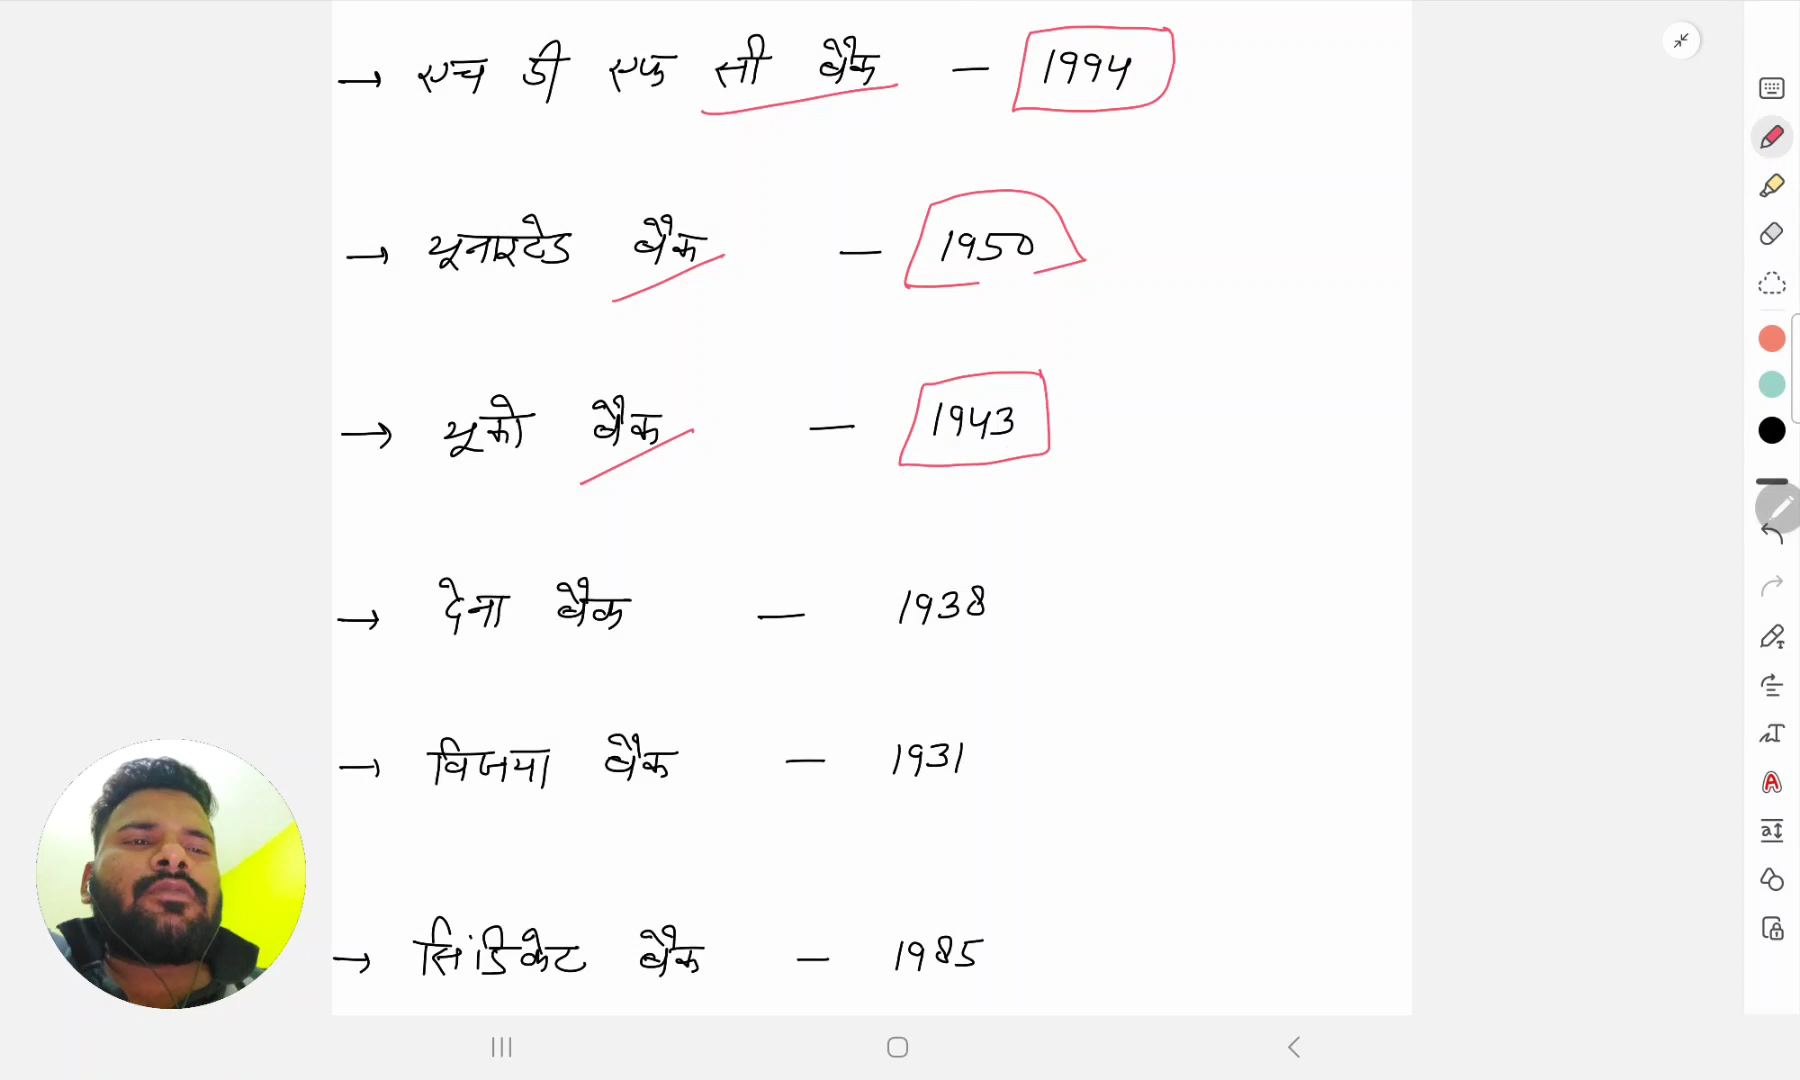 → एच डी एफ सी बैंक - 1994
→ यूनाइटेड बैंक - 1950
→ यूको बैंक - 1943
→ देना बैंक - 1938
→ विजया बैंक - 1931
→ सिंडिकेट बैंक - 1985